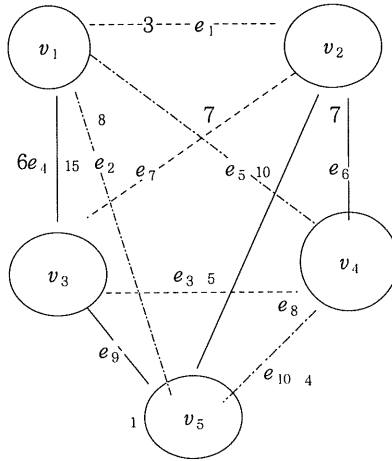 3 e₁
v₁
v₂
8
7
7
6e₄ 15 e₂
e₇
e₅ 10
e₆
v₃
v₄
e₃ 5
e₈
e₉
e₁₀ 4
1
v₅